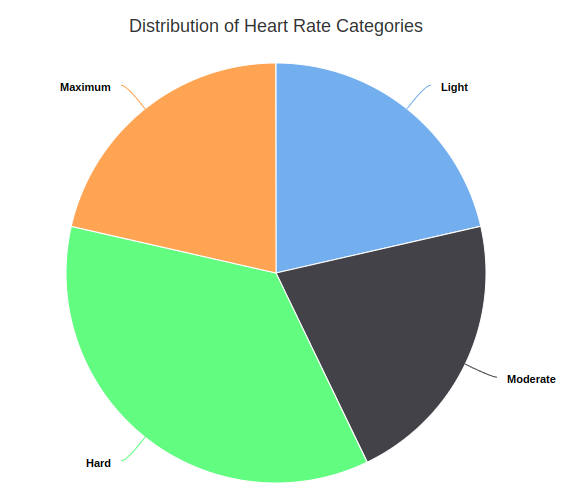 Distribution of Heart Rate Categories
Maximum
Light
Moderate
Hard